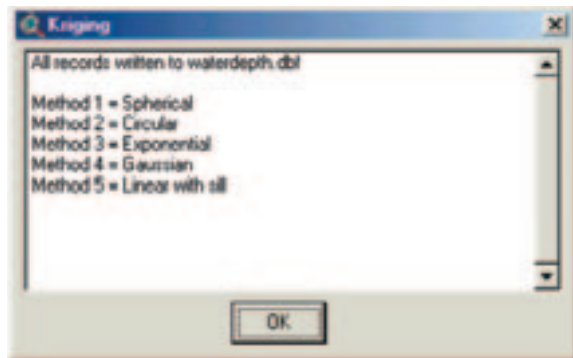 Kriging
All records written to waterdepth.dbf
Method 1 = Spherical
Method 2 = Circular
Method 3 = Exponential
Method 4 = Gaussian
Method 5 = Linear with sill
OK